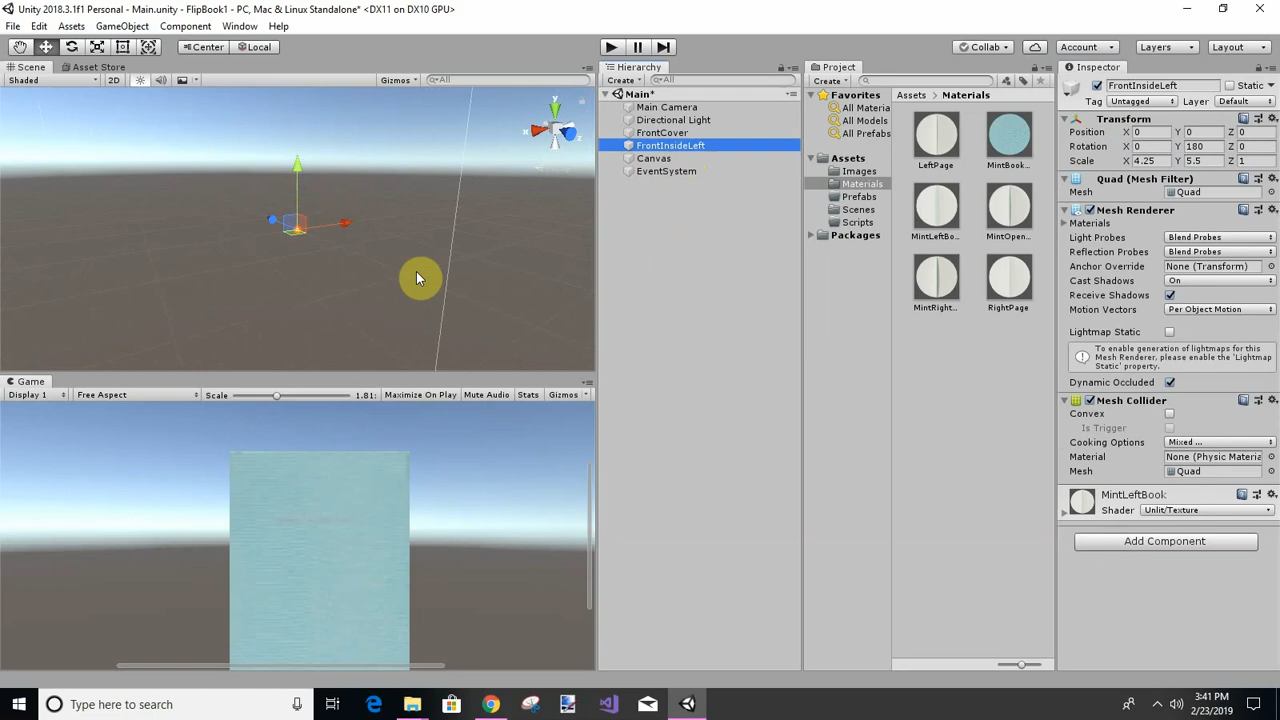 Unity 2018.3.1f1 Personal - Main.unity - FlipBook1 - PC, Mac & Linux Standalone* <DX11 on DX10 GPU>
File Edit Assets GameObject Component Window Help
Center Local Collab Account Layers Layout
Scene Asset Store
Shaded 2D Gizmos All
x y z
Game
Display 1 Free Aspect Scale 1.81: Maximize On Play Mute Audio Stats Gizmos
Hierarchy
Create All
Main*
Main Camera
Directional Light
FrontCover
FrontInsideLeft
Canvas
EventSystem
Project
Create
Favorites
All Materia
All Models
All Prefabs
Assets
Images
Materials
Prefabs
Scenes
Scripts
Packages
Assets Materials
LeftPage MintBook...
MintLeftBo... MintOpen...
MintRight... RightPage
Inspector
FrontInsideLeft Static
Tag Untagged Layer Default
Transform
Position X 0 Y 0 Z 0
Rotation X 0 Y 180 Z 0
Scale X 4.25 Y 5.5 Z 1
Quad (Mesh Filter)
Mesh Quad
Mesh Renderer
Materials
Light Probes Blend Probes
Reflection Probes Blend Probes
Anchor Override None (Transform)
Cast Shadows On
Receive Shadows
Motion Vectors Per Object Motion
Lightmap Static
To enable generation of lightmaps for this
Mesh Renderer, please enable the 'Lightmap
Static' property.
Dynamic Occluded
Mesh Collider
Convex
Is Trigger
Cooking Options Mixed ...
Material None (Physic Materia
Mesh Quad
MintLeftBook
Shader Unlit/Texture
Add Component
Type here to search
3:41 PM
2/23/2019